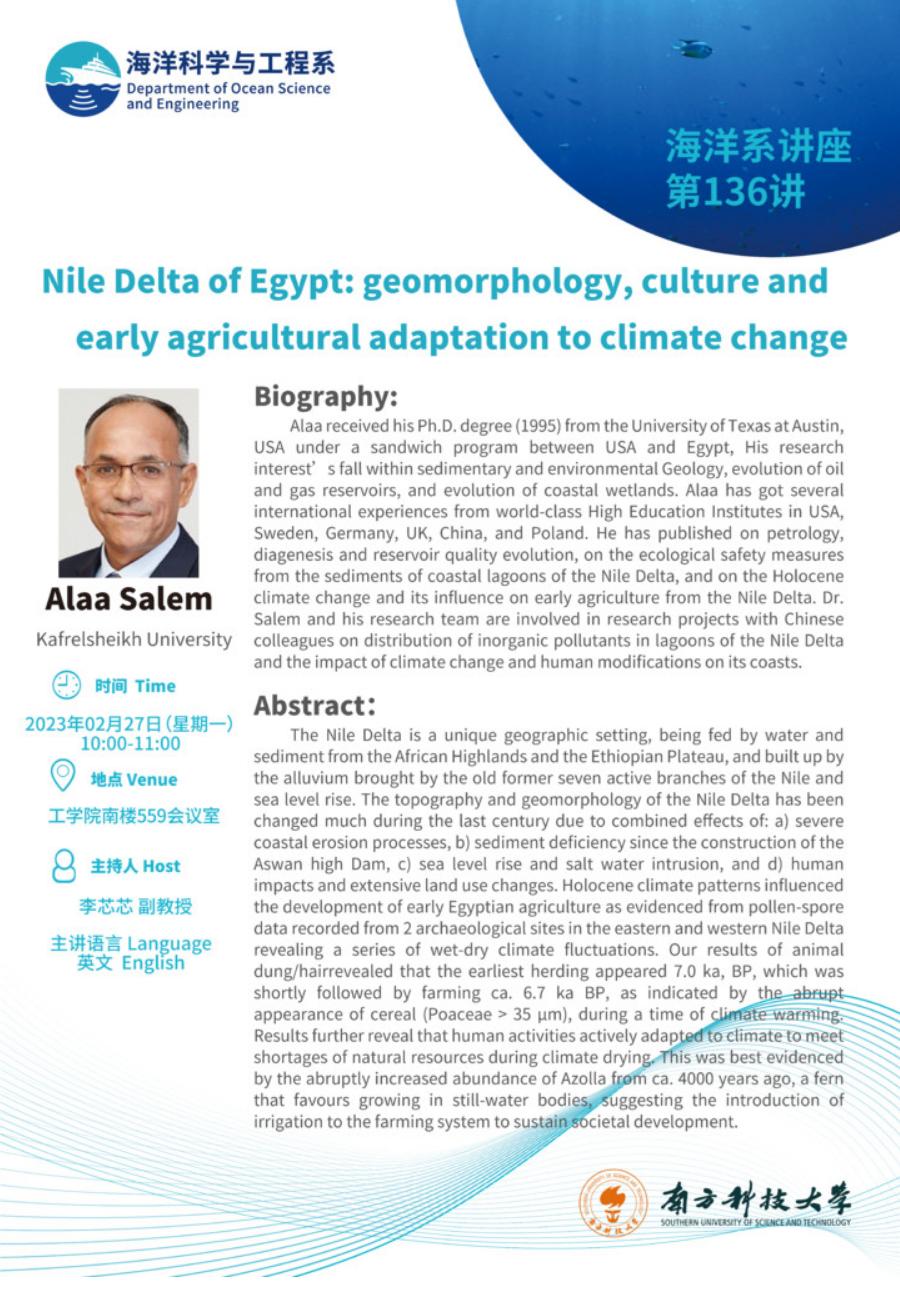 海洋科学与工程系
Department of Ocean Science
and Engineering
海洋系讲座
第136讲
Nile Delta of Egypt: geomorphology, culture and
early agricultural adaptation to climate change
Alaa Salem
Kafrelsheikh University
时间 Time
2023年02月27日（星期一）
10:00-11:00
地点 Venue
工学院南楼559会议室
主持人 Host
李芯芯 副教授
主讲语言 Language
英文 English
Biography:
Alaa received his Ph.D. degree (1995) from the University of Texas at Austin,
USA under a sandwich program between USA and Egypt, His research
interest’s fall within sedimentary and environmental Geology, evolution of oil
and gas reservoirs, and evolution of coastal wetlands. Alaa has got several
international experiences from world-class High Education Institutes in USA,
Sweden, Germany, UK, China, and Poland. He has published on petrology,
diagenesis and reservoir quality evolution, on the ecological safety measures
from the sediments of coastal lagoons of the Nile Delta, and on the Holocene
climate change and its influence on early agriculture from the Nile Delta. Dr.
Salem and his research team are involved in research projects with Chinese
colleagues on distribution of inorganic pollutants in lagoons of the Nile Delta
and the impact of climate change and human modifications on its coasts.
Abstract：
The Nile Delta is a unique geographic setting, being fed by water and
sediment from the African Highlands and the Ethiopian Plateau, and built up by
the alluvium brought by the old former seven active branches of the Nile and
sea level rise. The topography and geomorphology of the Nile Delta has been
changed much during the last century due to combined effects of: a) severe
coastal erosion processes, b) sediment deficiency since the construction of the
Aswan high Dam, c) sea level rise and salt water intrusion, and d) human
impacts and extensive land use changes. Holocene climate patterns influenced
the development of early Egyptian agriculture as evidenced from pollen-spore
data recorded from 2 archaeological sites in the eastern and western Nile Delta
revealing a series of wet-dry climate fluctuations. Our results of animal
dung/hairrevealed that the earliest herding appeared 7.0 ka, BP, which was
shortly followed by farming ca. 6.7 ka BP, as indicated by the abrupt
appearance of cereal (Poaceae > 35 μm), during a time of climate warming.
Results further reveal that human activities actively adapted to climate to meet
shortages of natural resources during climate drying. This was best evidenced
by the abruptly increased abundance of Azolla from ca. 4000 years ago, a fern
that favours growing in still-water bodies, suggesting the introduction of
irrigation to the farming system to sustain societal development.
南方科技大学
SOUTHERN UNIVERSITY OF SCIENCE AND TECHNOLOGY